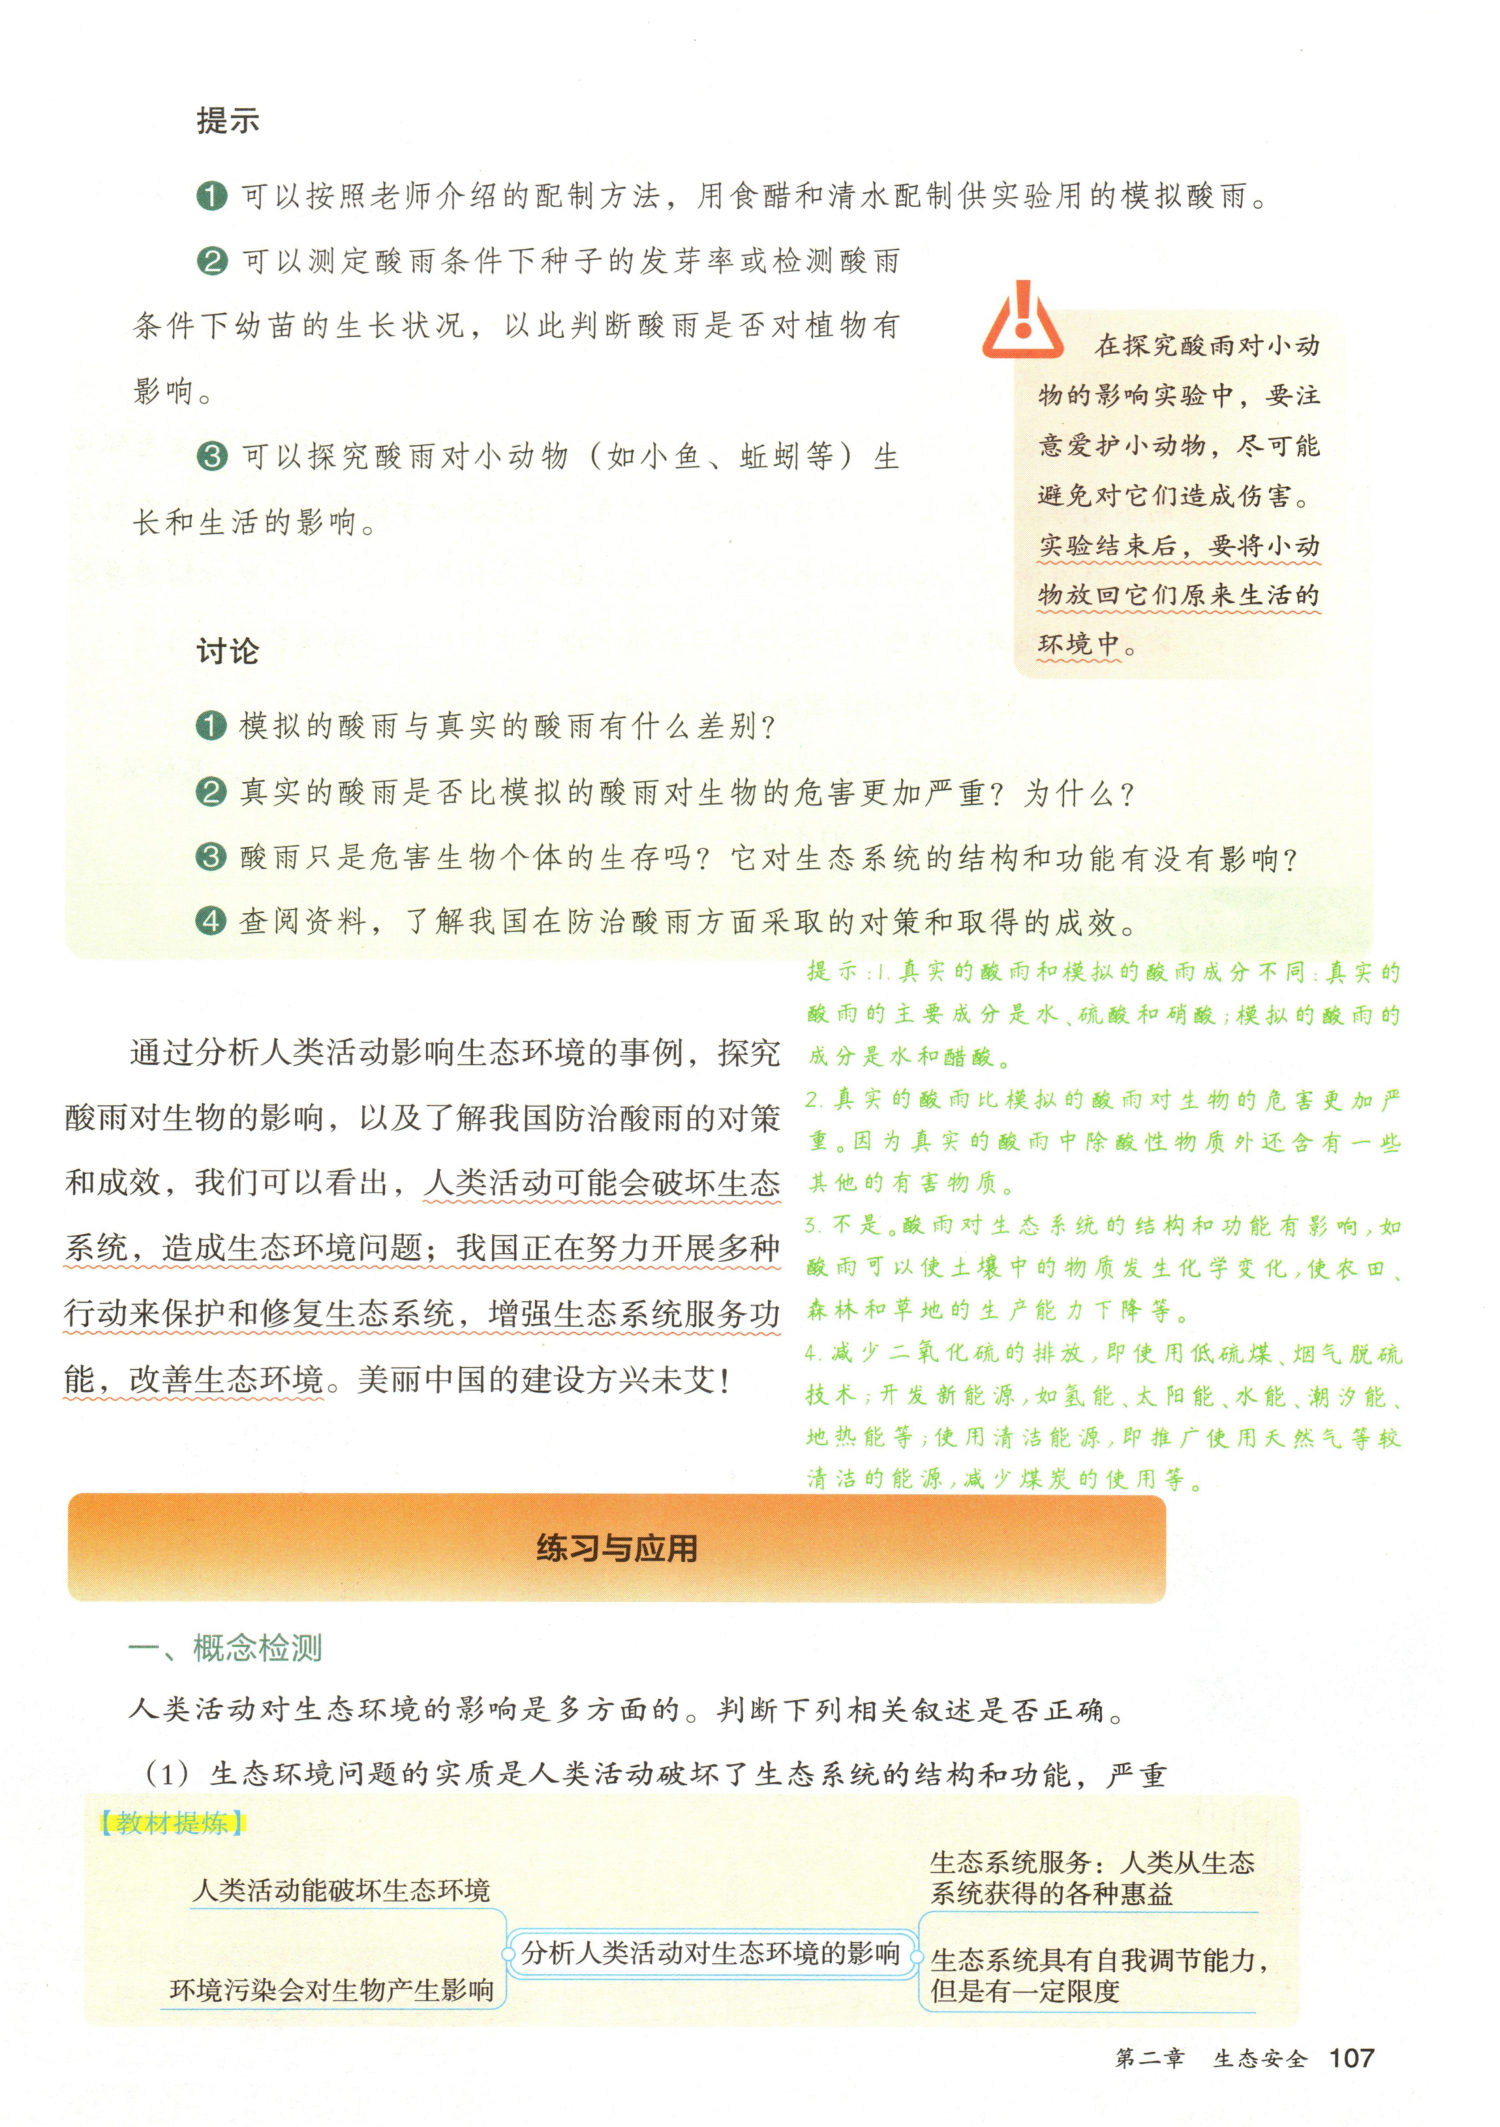 提示
❶ 可以按照老师介绍的配制方法，用食醋和清水配制供实验用的模拟酸雨。
❷ 可以测定酸雨条件下种子的发芽率或检测酸雨
条件下幼苗的生长状况，以此判断酸雨是否对植物有
影响。
❸ 可以探究酸雨对小动物（如小鱼、蚯蚓等）生
长和生活的影响。
在探究酸雨对小动
物的影响实验中，要注
意爱护小动物，尽可能
避免对它们造成伤害。
实验结束后，要将小动
物放回它们原来生活的
环境中。
讨论
❶ 模拟的酸雨与真实的酸雨有什么差别？
❷ 真实的酸雨是否比模拟的酸雨对生物的危害更加严重？为什么？
❸ 酸雨只是危害生物个体的生存吗？它对生态系统的结构和功能有没有影响？
❹ 查阅资料，了解我国在防治酸雨方面采取的对策和取得的成效。
通过分析人类活动影响生态环境的事例，探究
酸雨对生物的影响，以及了解我国防治酸雨的对策
和成效，我们可以看出，人类活动可能会破坏生态
系统，造成生态环境问题；我国正在努力开展多种
行动来保护和修复生态系统，增强生态系统服务功
能，改善生态环境。美丽中国的建设方兴未艾！
提示：1.真实的酸雨和模拟的酸雨成分不同：真实的
酸雨的主要成分是水、硫酸和硝酸；模拟的酸雨的
成分是水和醋酸。
2.真实的酸雨比模拟的酸雨对生物的危害更加严
重。因为真实的酸雨中除酸性物质外还含有一些
其他的有害物质。
3.不是。酸雨对生态系统的结构和功能有影响，如
酸雨可以使土壤中的物质发生化学变化，使农田、
森林和草地的生产能力下降等。
4.减少二氧化硫的排放，即使用低硫煤、烟气脱硫
技术；开发新能源，如氢能、太阳能、水能、潮汐能、
地热能等；使用清洁能源，即推广使用天然气等较
清洁的能源，减少煤炭的使用等。
练习与应用
一、概念检测
人类活动对生态环境的影响是多方面的。判断下列相关叙述是否正确。
（1）生态环境问题的实质是人类活动破坏了生态系统的结构和功能，严重
【教材提炼】
人类活动能破坏生态环境
环境污染会对生物产生影响
分析人类活动对生态环境的影响
生态系统服务：人类从生态
系统获得的各种惠益
生态系统具有自我调节能力，
但是有一定限度
第二章 生态安全 107